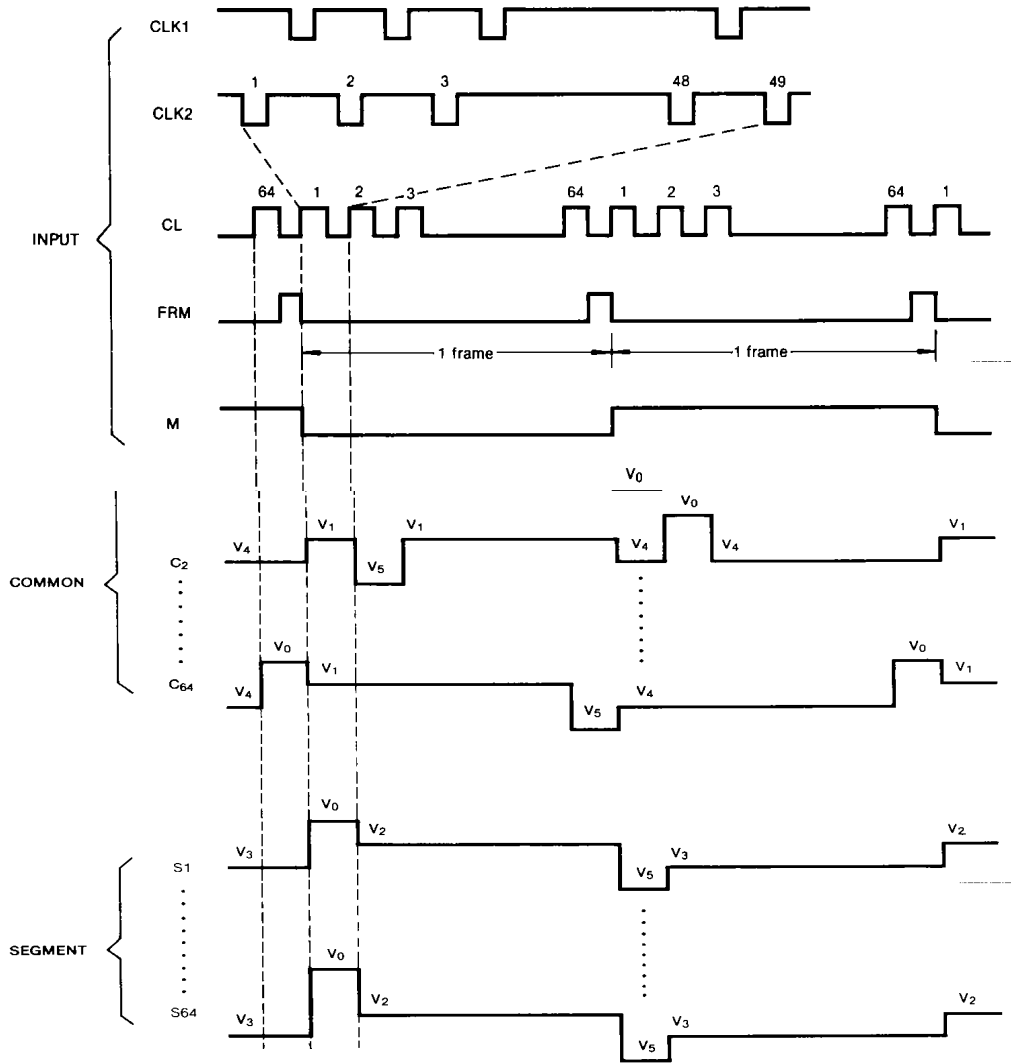 CLK1
1 2 3 48 49
CLK2
64 1 2 3 64 1 2 3 64 1
CL
INPUT
FRM
1 frame 1 frame
M
V0
V1 V1 V0 V1
V4 V4 V4
C2
V5
COMMON
V0 V0
V1 V1
C64
V4 V4
V5
V0
V2 V2
V3 V3
S1
V5
SEGMENT
V0
S64
V2 V2
V3 V3
V5